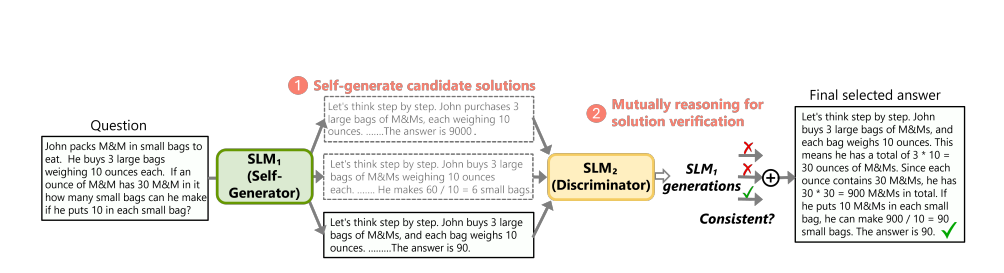 Question
John packs M&M in small bags to
eat. He buys 3 large bags
weighing 10 ounces each. If an
ounce of M&M has 30 M&M in it
how many small bags can he make
if he puts 10 in each small bag?
SLM₁
(Self-
Generator)
1 Self-generate candidate solutions
Let's think step by step. John purchases 3
large bags of M&Ms, each weighing 10
ounces. .......The answer is 9000.
Let's think step by step. John buys 3 large
bags of M&Ms weighing 10 ounces
each. ....... He makes 60 / 10 = 6 small bags.
Let's think step by step. John buys 3 large
bags of M&Ms, and each bag weighs 10
ounces. .........The answer is 90.
2 Mutually reasoning for
solution verification
SLM₂
(Discriminator)
SLM₁
generations
Consistent?
Final selected answer
Let's think step by step. John
buys 3 large bags of M&Ms, and
each bag weighs 10 ounces. This
means he has a total of 3 * 10 =
30 ounces of M&Ms. Since each
ounce contains 30 M&Ms, he has
30 * 30 = 900 M&Ms in total. If
he puts 10 M&Ms in each small
bag, he can make 900 / 10 = 90
small bags. The answer is 90.